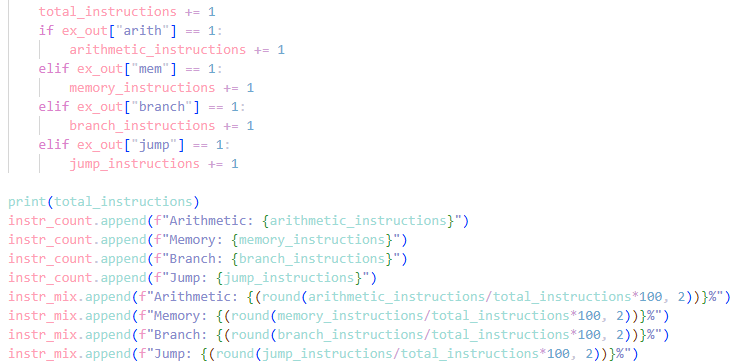 total_instructions += 1
    if ex_out["arith"] == 1:
        arithmetic_instructions += 1
    elif ex_out["mem"] == 1:
        memory_instructions += 1
    elif ex_out["branch"] == 1:
        branch_instructions += 1
    elif ex_out["jump"] == 1:
        jump_instructions += 1

print(total_instructions)
instr_count.append(f"Arithmetic: {arithmetic_instructions}")
instr_count.append(f"Memory: {memory_instructions}")
instr_count.append(f"Branch: {branch_instructions}")
instr_count.append(f"Jump: {jump_instructions}")
instr_mix.append(f"Arithmetic: {(round(arithmetic_instructions/total_instructions*100, 2))}%")
instr_mix.append(f"Memory: {(round(memory_instructions/total_instructions*100, 2))}%")
instr_mix.append(f"Branch: {(round(branch_instructions/total_instructions*100, 2))}%")
instr_mix.append(f"Jump: {(round(jump_instructions/total_instructions*100, 2))}%")